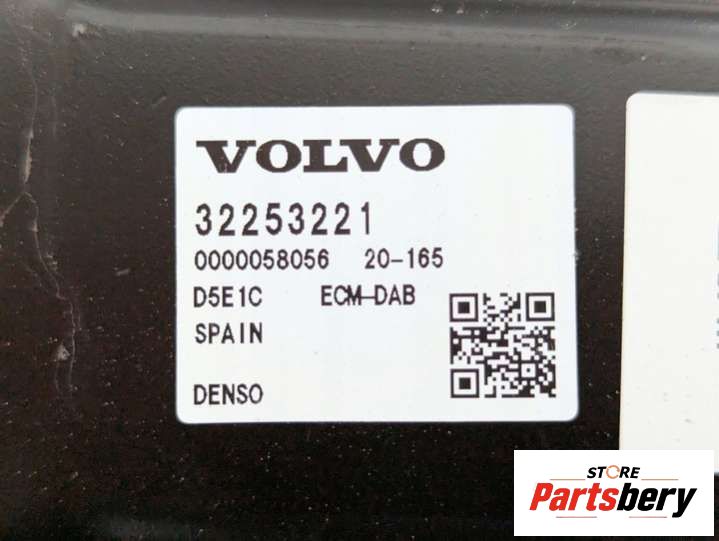 VOLVO
32253221
0000058056 20-165
D5E1C ECM-DAB
SPAIN
DENSO
STORE
Partsbery